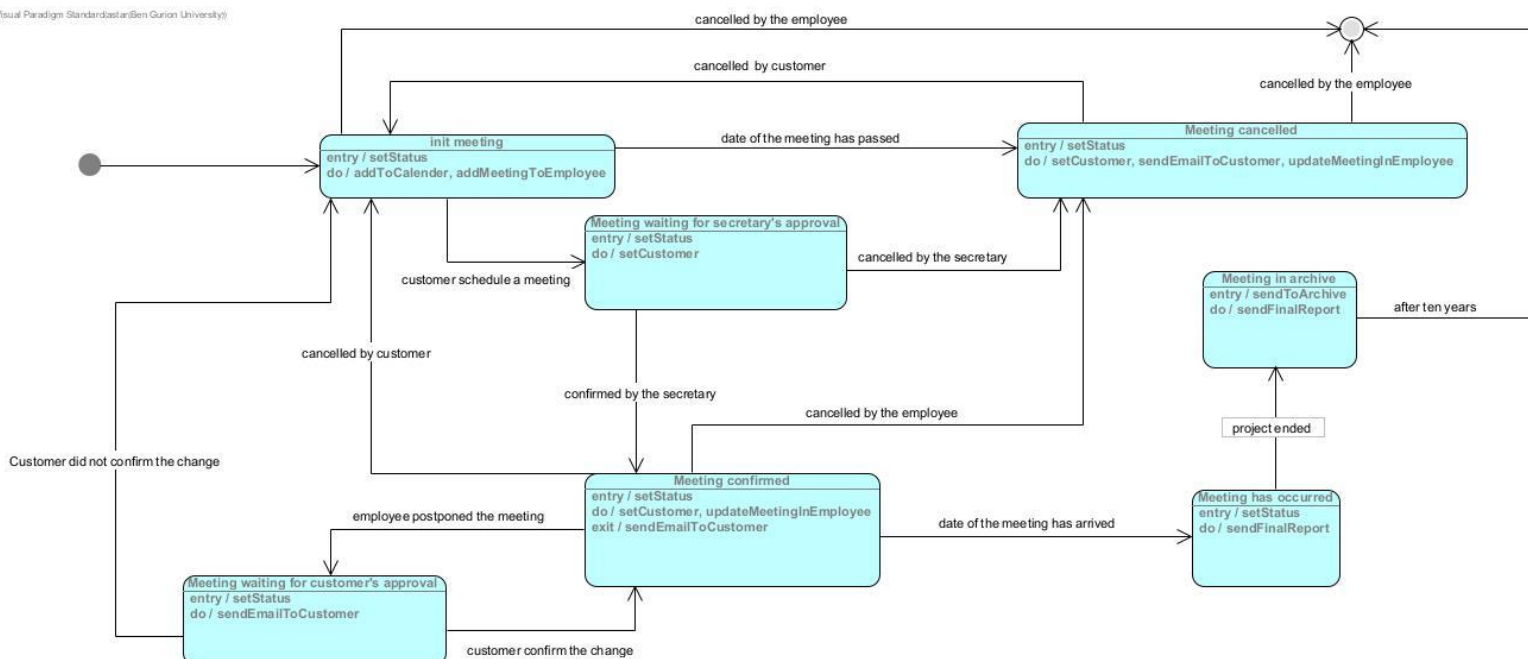 Visual Paradigm Standard(astar(Ben Gurion University))
cancelled by the employee
cancelled by customer
cancelled by the employee
date of the meeting has passed
init meeting
entry / setStatus
do / addToCalender, addMeetingToEmployee
Meeting cancelled
entry / setStatus
do / setCustomer, sendEmailToCustomer, updateMeetingInEmployee
Meeting waiting for secretary's approval
entry / setStatus
do / setCustomer
customer schedule a meeting
cancelled by the secretary
Meeting in archive
entry / sendToArchive
do / sendFinalReport
after ten years
cancelled by customer
confirmed by the secretary
cancelled by the employee
project ended
Customer did not confirm the change
Meeting confirmed
entry / setStatus
do / setCustomer, updateMeetingInEmployee
exit / sendEmailToCustomer
employee postponed the meeting
date of the meeting has arrived
Meeting has occurred
entry / setStatus
do / sendFinalReport
Meeting waiting for customer's approval
entry / setStatus
do / sendEmailToCustomer
customer confirm the change